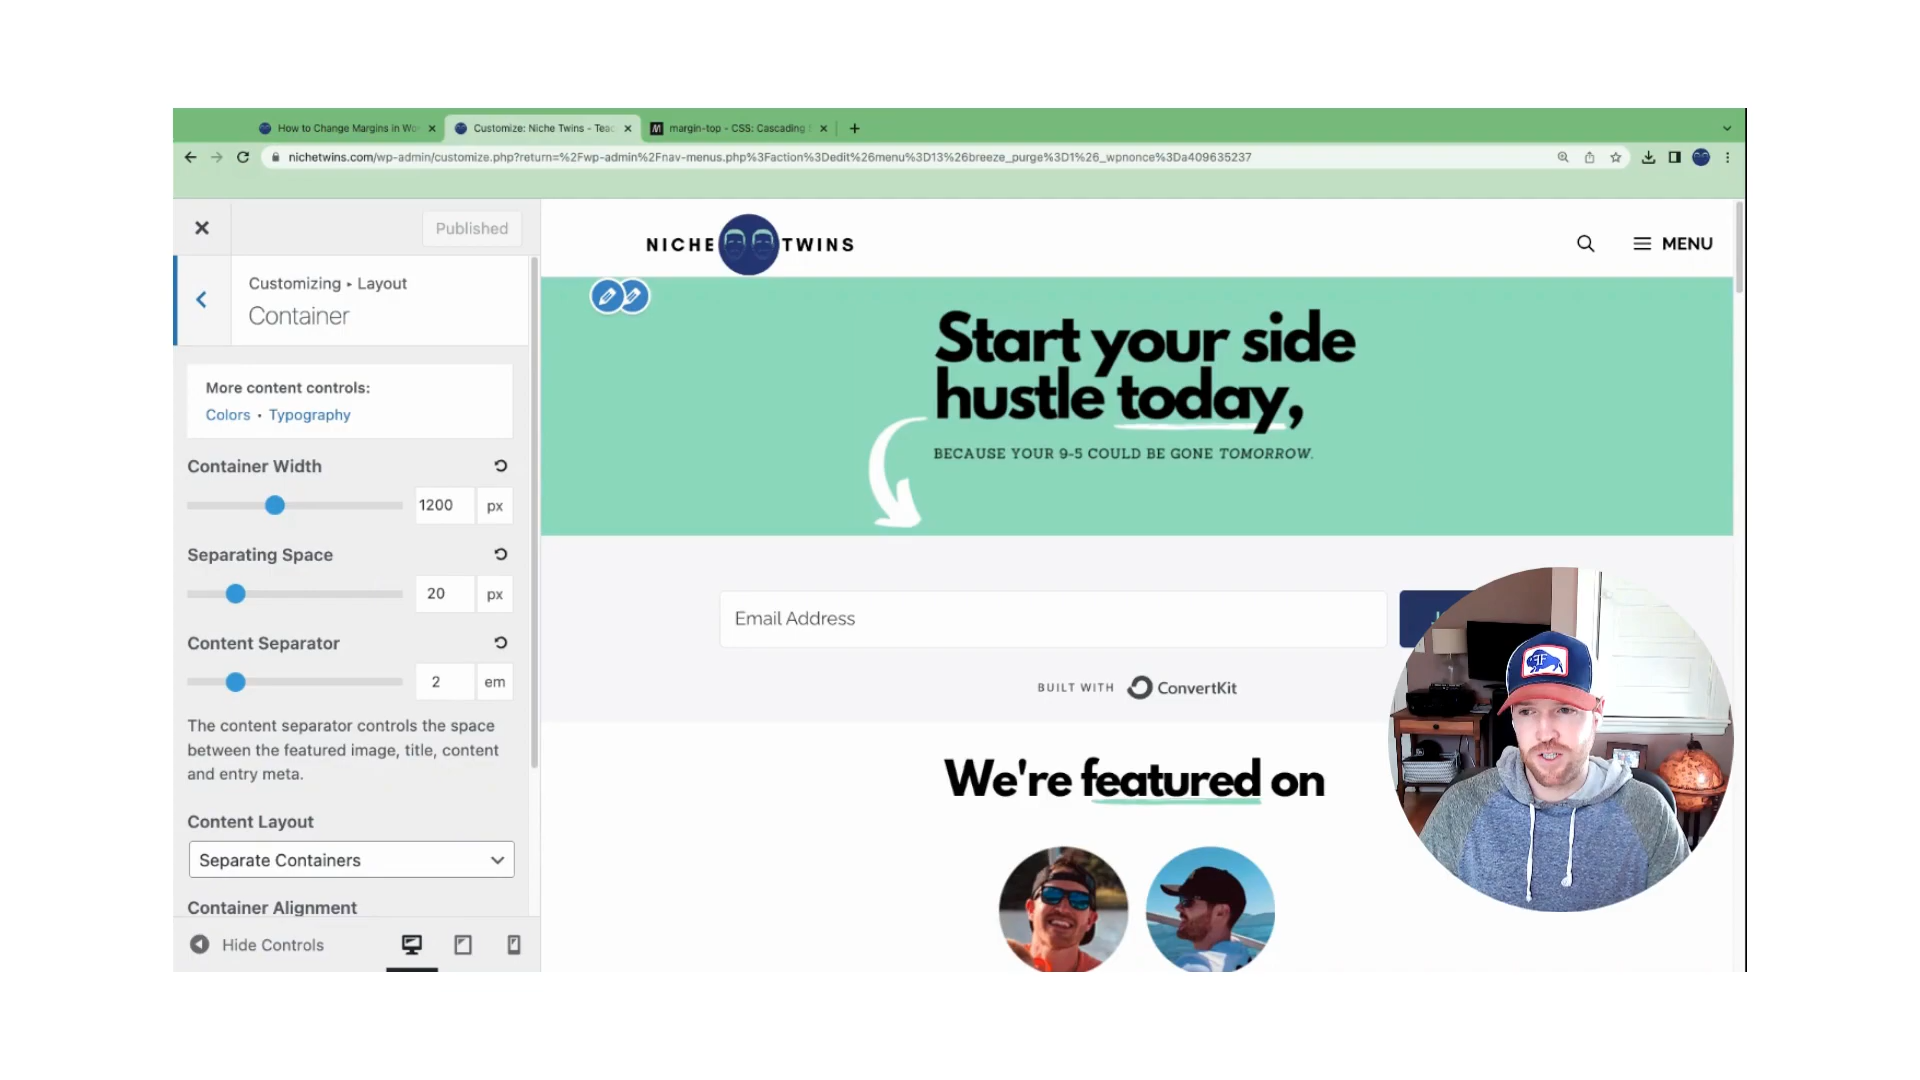 How to Change Margins in Wo
Customize: Niche Twins - Teac
margin-top - CSS: Cascading
nichetwins.com/wp-admin/customize.php?return=%2Fwp-admin%2Fnav-menus.php%3Faction%3Dedit%26menu%3D13%26breeze_purge%3D1%26_wpnonce%3Da409635237
Published
Customizing ▸ Layout
Container
More content controls:
Colors • Typography
Container Width
1200 px
Separating Space
20 px
Content Separator
2 em
The content separator controls the space
between the featured image, title, content
and entry meta.
Content Layout
Separate Containers
Container Alignment
Hide Controls
NICHE TWINS
MENU
Start your side
hustle today,
BECAUSE YOUR 9-5 COULD BE GONE TOMORROW.
Email Address
BUILT WITH ConvertKit
We're featured on